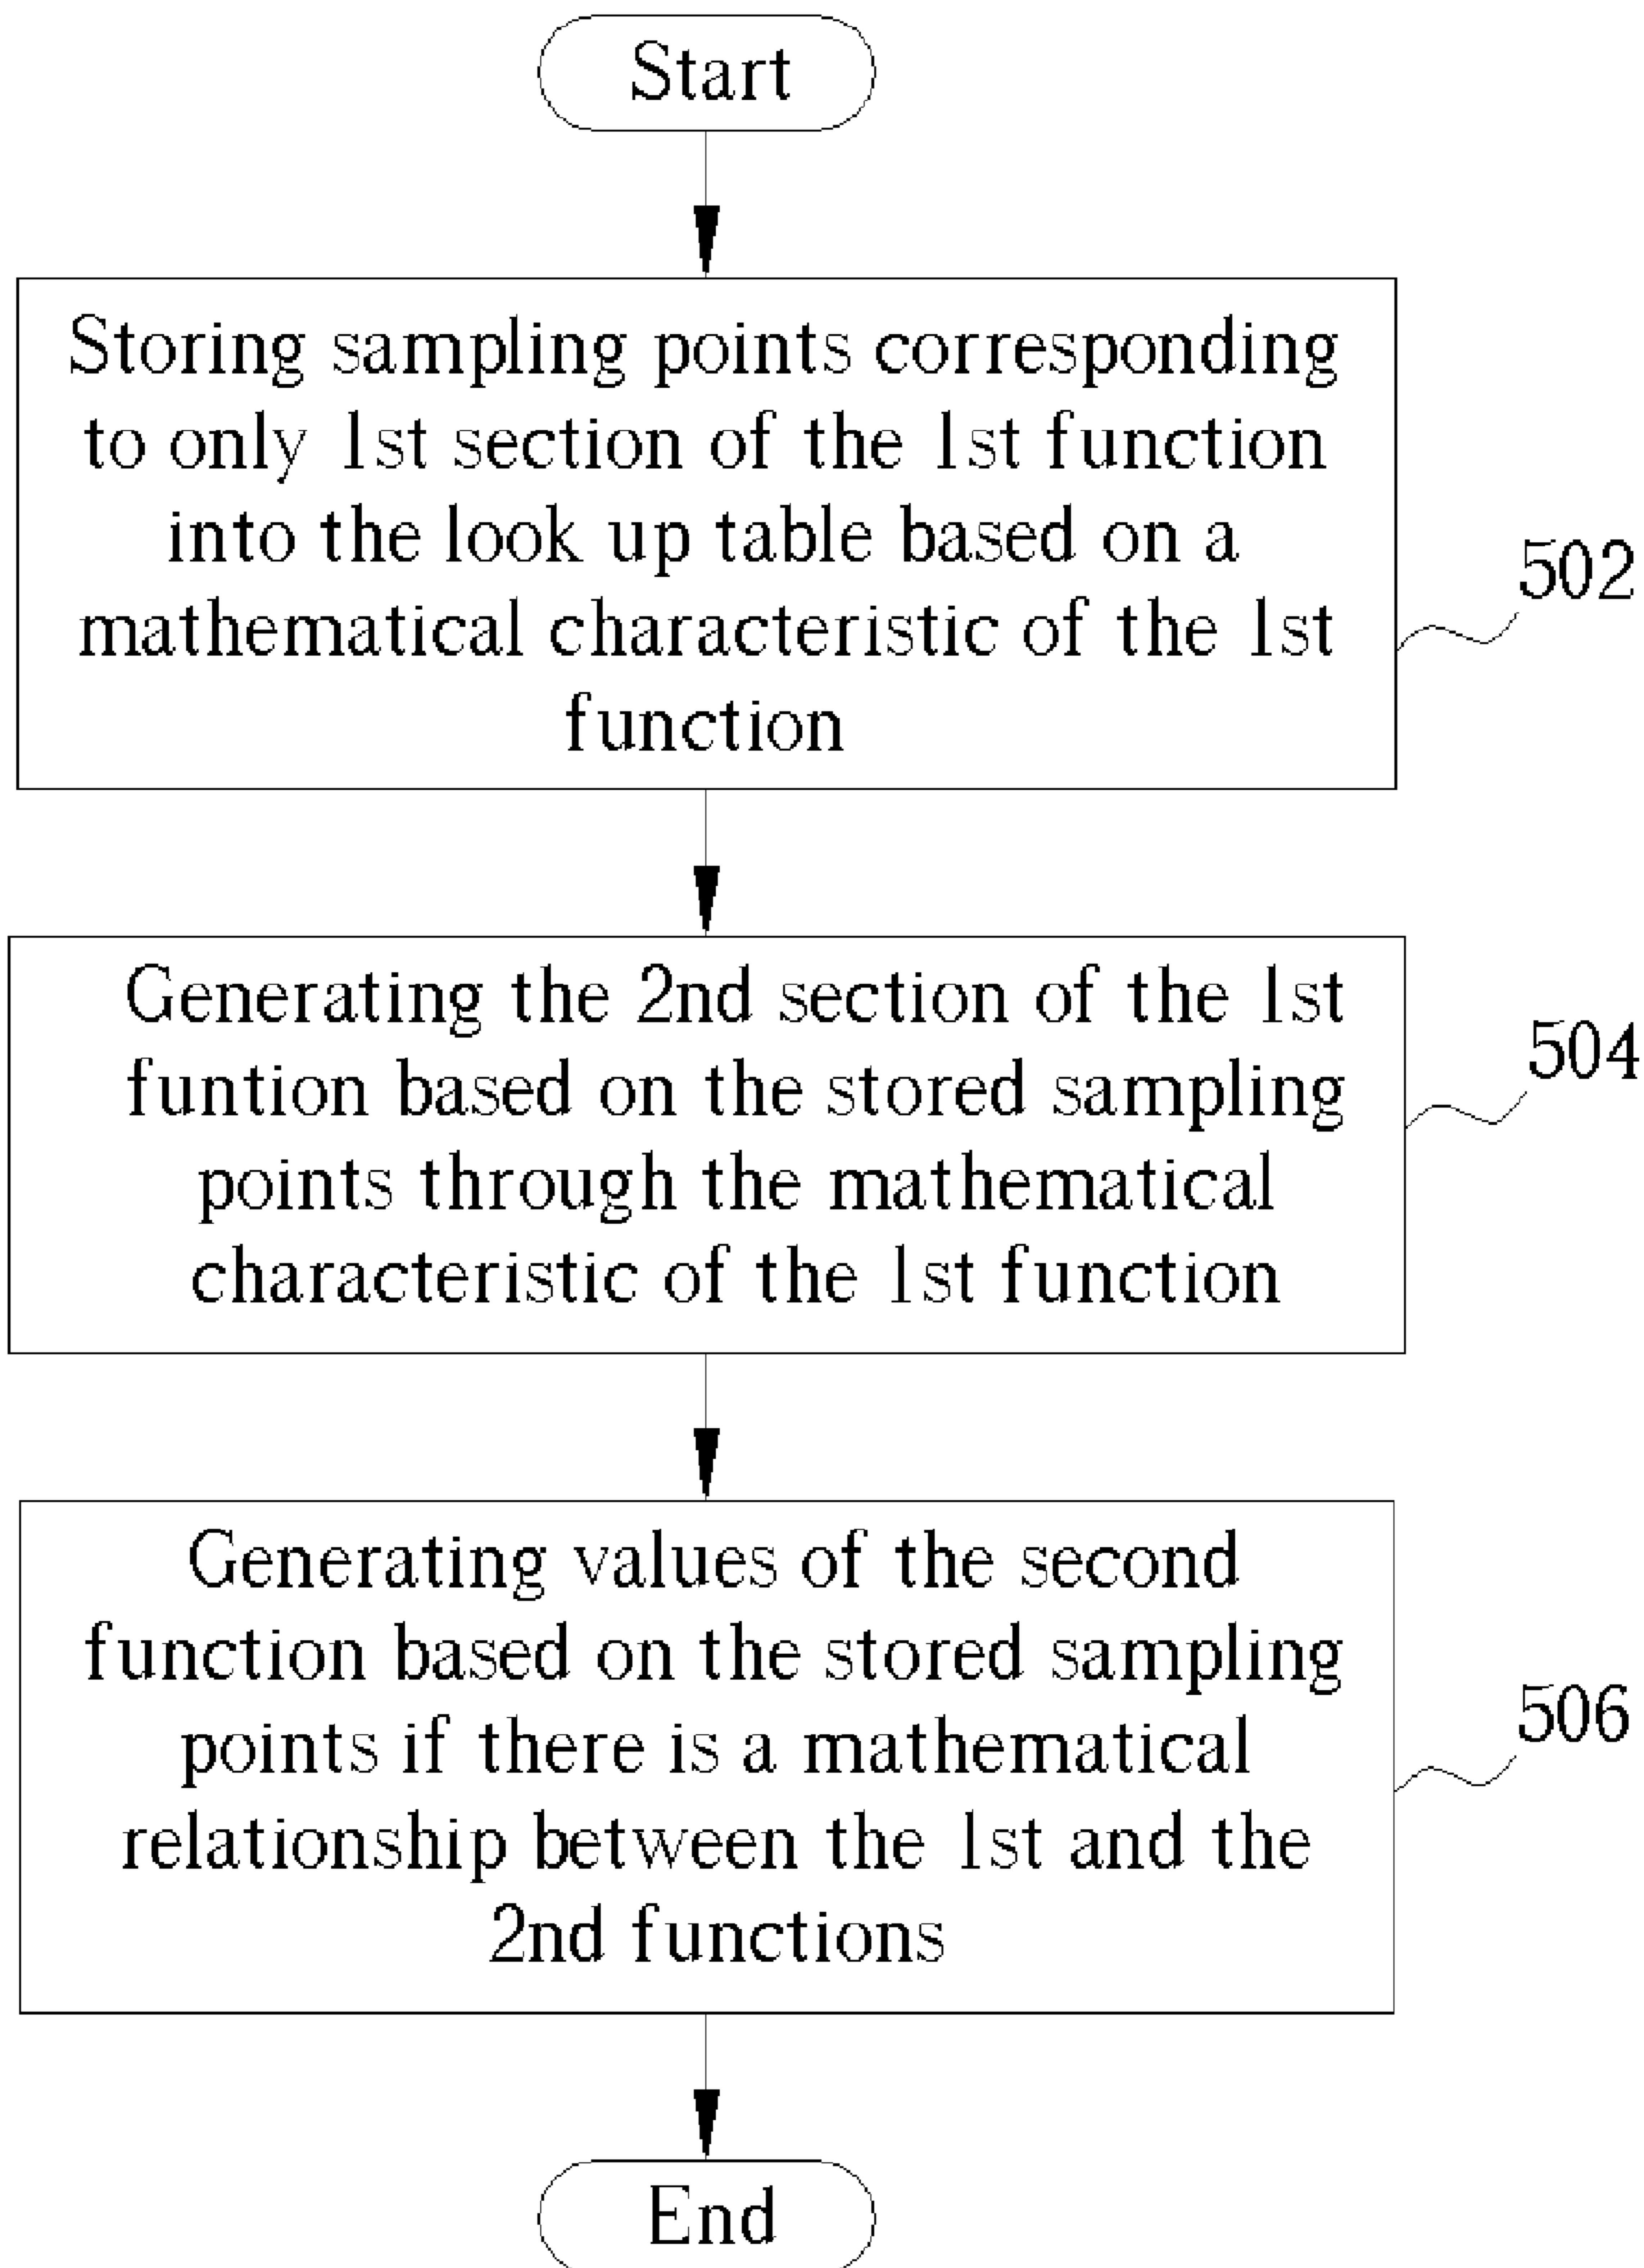 Start
Storing sampling points corresponding
to only 1st section of the 1st function
into the look up table based on a
mathematical characteristic of the 1st
function
502
Generating the 2nd section of the 1st
funtion based on the stored sampling
points through the mathematical
characteristic of the 1st function
504
Generating values of the second
function based on the stored sampling
points if there is a mathematical
relationship between the 1st and the
2nd functions
506
End